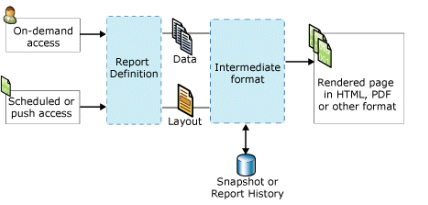 On-demand
access
Scheduled or
push access
Report
Definition
Data
Layout
Intermediate
format
Snapshot or
Report History
Rendered page
in HTML, PDF
or other format